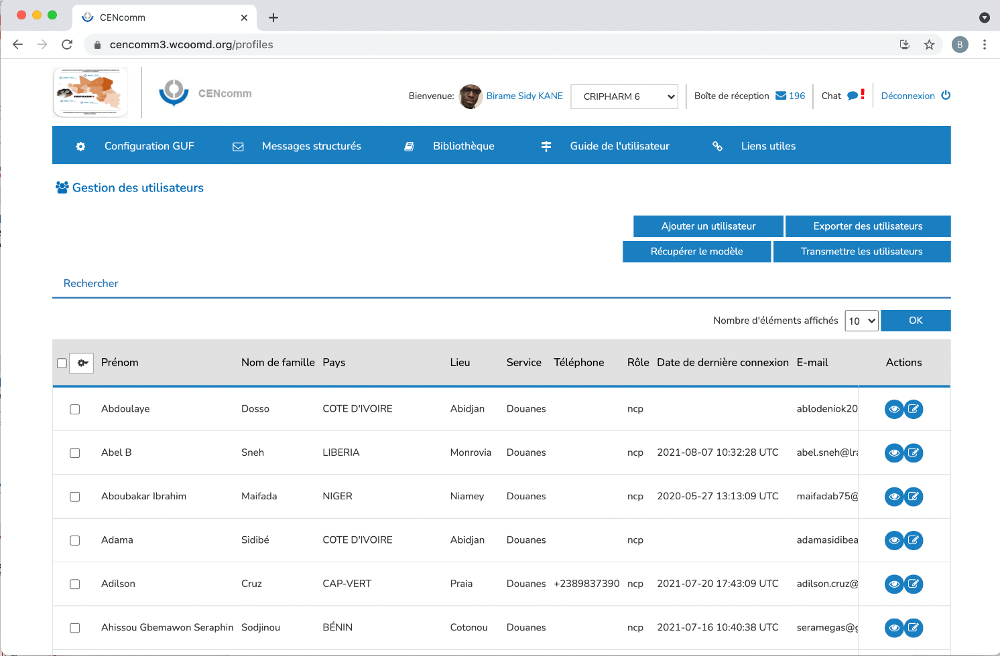 CENcomm
cencomm3.wcoomd.org/profiles
B
CRIPHARM
CENcomm
Bienvenue: Birame Sidy KANE CRIPHARM 6 Boîte de réception 196 Chat Déconnexion
Configuration GUF Messages structurés Bibliothèque Guide de l'utilisateur Liens utiles
Gestion des utilisateurs
Ajouter un utilisateur Exporter des utilisateurs
Récupérer le modèle Transmettre les utilisateurs
Rechercher
Nombre d'éléments affichés 10 OK
Prénom Nom de famille Pays Lieu Service Téléphone Rôle Date de dernière connexion E-mail Actions
Abdoulaye Dosso COTE D'IVOIRE Abidjan Douanes ncp ablodeniok20
Abel B Sneh LIBERIA Monrovia Douanes ncp 2021-08-07 10:32:28 UTC abel.sneh@lra
Aboubakar Ibrahim Maifada NIGER Niamey Douanes ncp 2020-05-27 13:13:09 UTC maifadab75@
Adama Sidibé COTE D'IVOIRE Abidjan Douanes ncp adamasidibea
Adilson Cruz CAP-VERT Praia Douanes +2389837390 ncp 2021-07-20 17:43:09 UTC adilson.cruz@
Ahissou Gbemawon Seraphin Sodjinou BÉNIN Cotonou Douanes ncp 2021-07-16 10:40:38 UTC seramegas@g